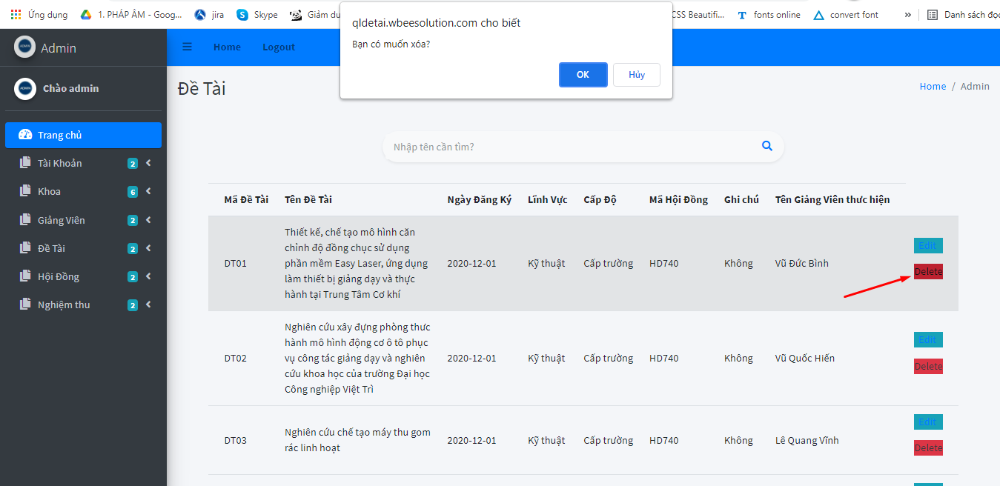 Ứng dụng 1. PHÁP ÂM - Goog... jira Skype Giảm du CSS Beautifi... fonts online convert font » Danh sách đọc
qldetai.wbeesolution.com cho biết
Bạn có muốn xóa?
OK Hủy
Admin
Home Logout
Chào admin
Đề Tài
Home / Admin
Trang chủ
Tài Khoản 2
Khoa 6
Giảng Viên 2
Đề Tài 2
Hội Đồng 2
Nghiệm thu 2
Nhập tên cần tìm?
Mã Đề Tài Tên Đề Tài Ngày Đăng Ký Lĩnh Vực Cấp Độ Mã Hội Đồng Ghi chú Tên Giảng Viên thực hiện
Thiết kế, chế tạo mô hình căn
chỉnh độ đồng chục sử dụng
phần mềm Easy Laser, ứng dụng
làm thiết bị giảng dạy và thực
hành tại Trung Tâm Cơ khí
DT01 2020-12-01 Kỹ thuật Cấp trường HD740 Không Vũ Đức Bình
Edit
Delete
Nghiên cứu xây đựng phòng thưc
hành mô hình động cơ ô tô phục
vụ công tác giảng dạy và nghiên
cứu khoa học của trường Đại học
Công nghiệp Việt Trì
DT02 2020-12-01 Kỹ thuật Cấp trường HD740 Không Vũ Quốc Hiến
Edit
Delete
Nghiên cứu chế tạo máy thu gom
rác linh hoạt
DT03 2020-12-01 Kỹ thuật Cấp trường HD740 Không Lê Quang Vĩnh
Edit
Delete